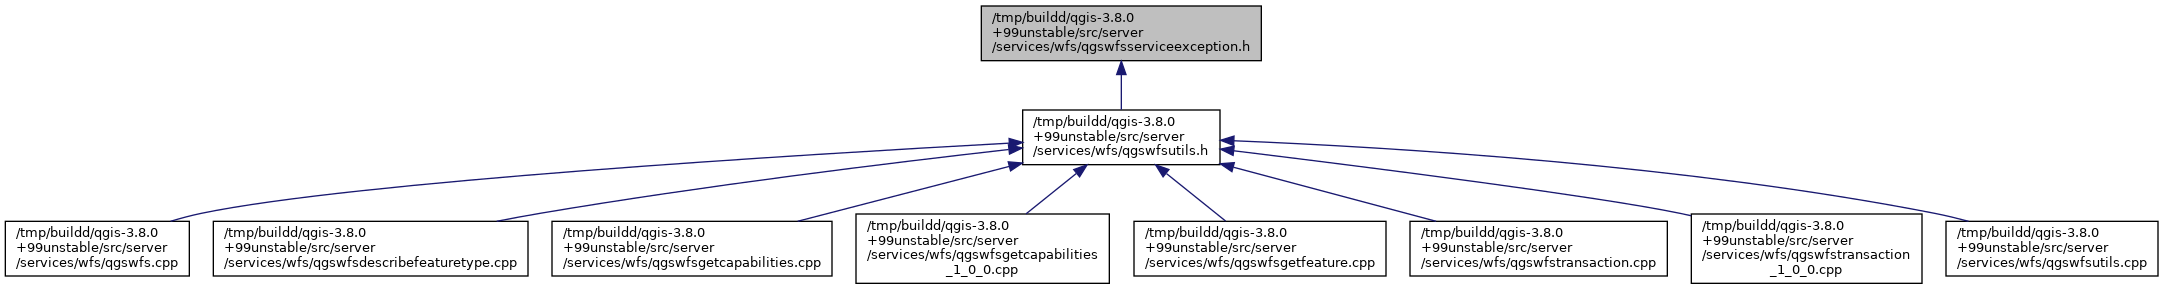 /tmp/buildd/qgis-3.8.0
+99unstable/src/server
/services/wfs/qgswfsserviceexception.h
/tmp/buildd/qgis-3.8.0
+99unstable/src/server
/services/wfs/qgswfsutils.h
/tmp/buildd/qgis-3.8.0
+99unstable/src/server
/services/wfs/qgswfs.cpp
/tmp/buildd/qgis-3.8.0
+99unstable/src/server
/services/wfs/qgswfsdescribefeaturetype.cpp
/tmp/buildd/qgis-3.8.0
+99unstable/src/server
/services/wfs/qgswfsgetcapabilities.cpp
/tmp/buildd/qgis-3.8.0
+99unstable/src/server
/services/wfs/qgswfsgetcapabilities
_1_0_0.cpp
/tmp/buildd/qgis-3.8.0
+99unstable/src/server
/services/wfs/qgswfsgetfeature.cpp
/tmp/buildd/qgis-3.8.0
+99unstable/src/server
/services/wfs/qgswfstransaction.cpp
/tmp/buildd/qgis-3.8.0
+99unstable/src/server
/services/wfs/qgswfstransaction
_1_0_0.cpp
/tmp/buildd/qgis-3.8.0
+99unstable/src/server
/services/wfs/qgswfsutils.cpp